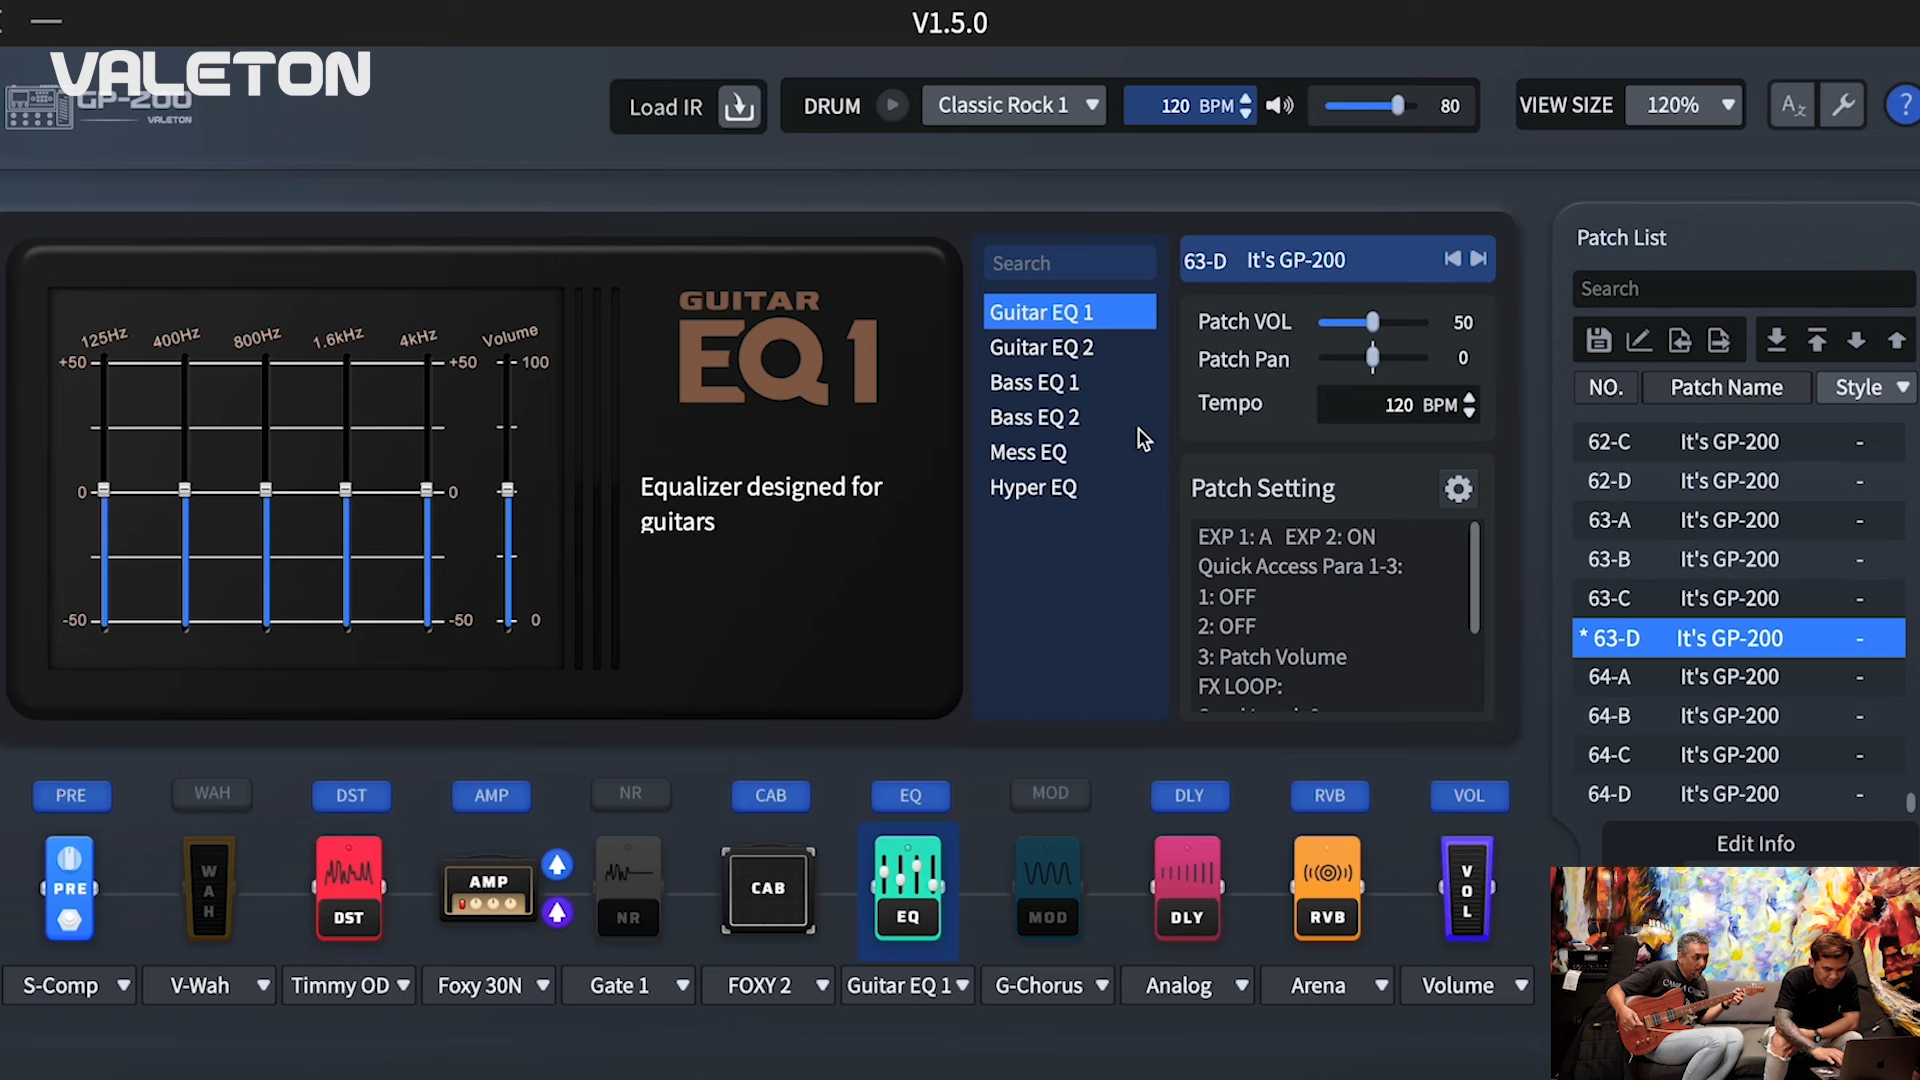 V1.5.0
VALETON
GP-200
VALETON
Load IR
DRUM
Classic Rock 1
120 BPM
80
VIEW SIZE
120%
?
125Hz
400Hz
800Hz
1.6kHz
4kHz
Volume
+50
+50
100
0
0
-50
-50
0
GUITAR
EQ1
Equalizer designed for
guitars
Search
Guitar EQ 1
Guitar EQ 2
Bass EQ 1
Bass EQ 2
Mess EQ
Hyper EQ
63-D It's GP-200
Patch VOL 50
Patch Pan 0
Tempo 120 BPM
Patch Setting
EXP 1: A EXP 2: ON
Quick Access Para 1-3:
1: OFF
2: OFF
3: Patch Volume
FX LOOP:
Patch List
Search
NO. Patch Name Style
62-C It's GP-200 -
62-D It's GP-200 -
63-A It's GP-200 -
63-B It's GP-200 -
63-C It's GP-200 -
* 63-D It's GP-200 -
64-A It's GP-200 -
64-B It's GP-200 -
64-C It's GP-200 -
64-D It's GP-200 -
Edit Info
PRE
WAH
DST
AMP
NR
CAB
EQ
MOD
DLY
RVB
VOL
PRE
WAH
DST
AMP
NR
CAB
EQ
MOD
DLY
RVB
VOL
S-Comp
V-Wah
Timmy OD
Foxy 30N
Gate 1
FOXY 2
Guitar EQ 1
G-Chorus
Analog
Arena
Volume